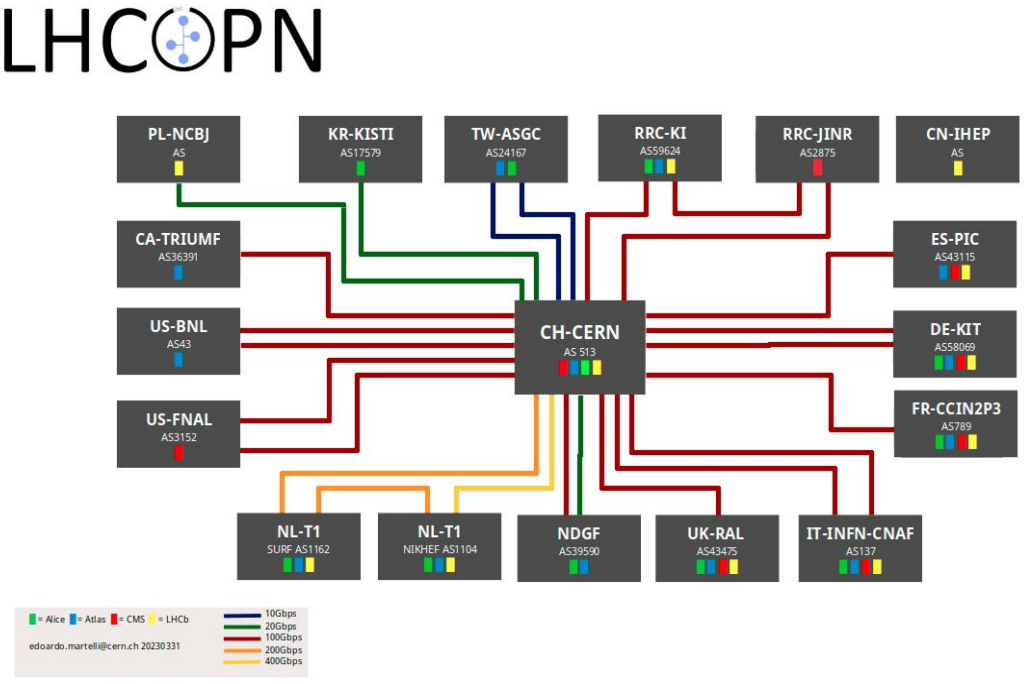 LHCOPN
PL-NCBJ
AS
KR-KISTI
AS17579
TW-ASGC
AS24167
RRC-KI
AS59624
RRC-JINR
AS2875
CN-IHEP
AS
CA-TRIUMF
AS36391
ES-PIC
AS43115
US-BNL
AS43
CH-CERN
AS 513
DE-KIT
AS58069
US-FNAL
AS3152
FR-CCIN2P3
AS789
NL-T1
SURF AS1162
NL-T1
NIKHEF AS1104
NDGF
AS39590
UK-RAL
AS43475
IT-INFN-CNAF
AS137
= Alice = Atlas = CMS = LHCb
edoardo.martelli@cern.ch 20230331
10Gbps
20Gbps
100Gbps
200Gbps
400Gbps